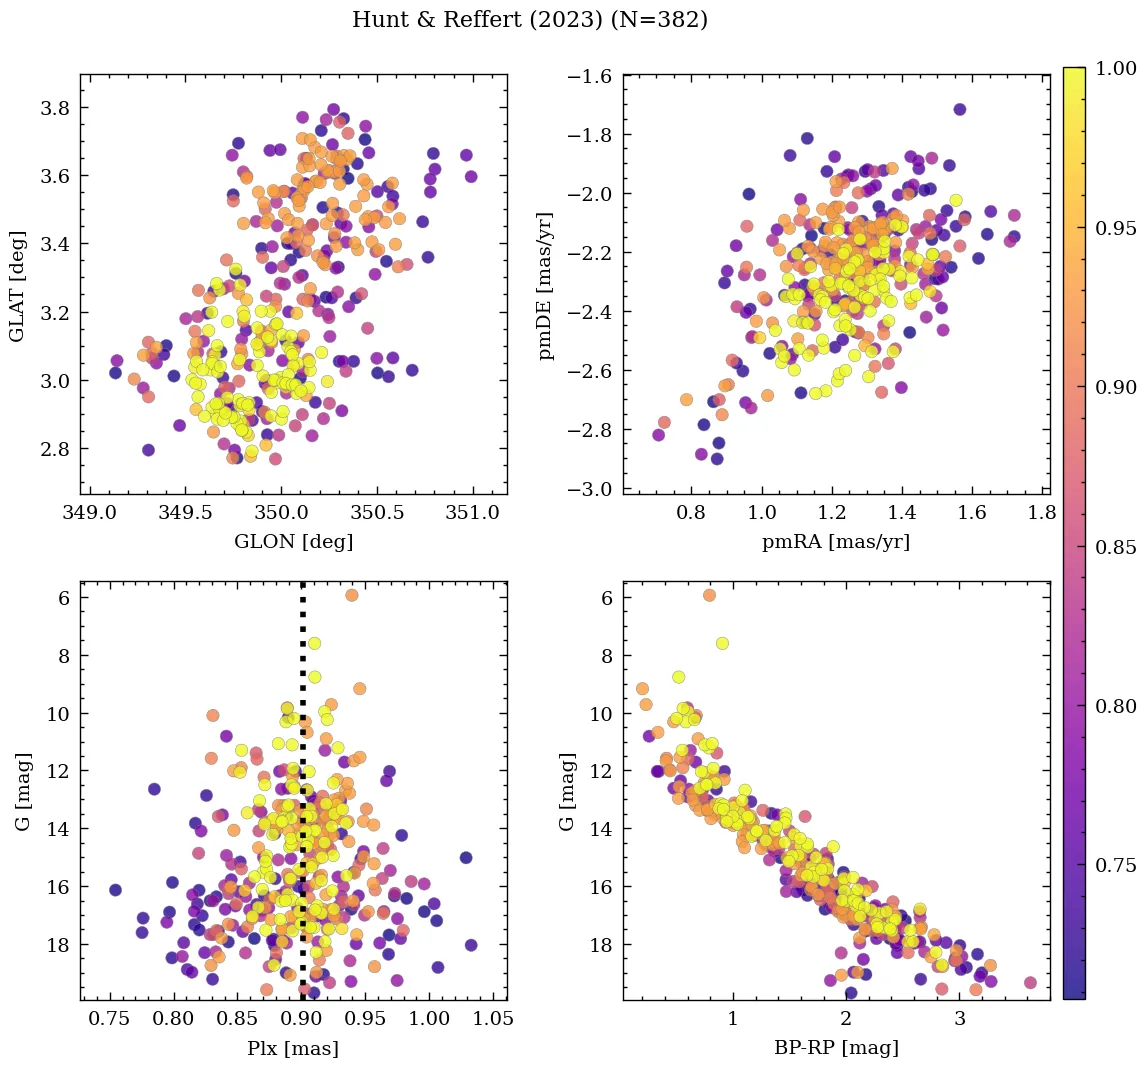 Hunt & Reffert (2023) (N=382)
3.8
3.6
3.4
3.2
3.0
2.8
GLAT [deg]
349.0 349.5 350.0 350.5 351.0
GLON [deg]
−1.6
−1.8
−2.0
−2.2
−2.4
−2.6
−2.8
−3.0
pmDE [mas/yr]
0.8 1.0 1.2 1.4 1.6 1.8
pmRA [mas/yr]
6
8
10
12
14
16
18
G [mag]
0.75 0.80 0.85 0.90 0.95 1.00 1.05
Plx [mas]
6
8
10
12
14
16
18
G [mag]
1 2 3
BP-RP [mag]
1.00
0.95
0.90
0.85
0.80
0.75